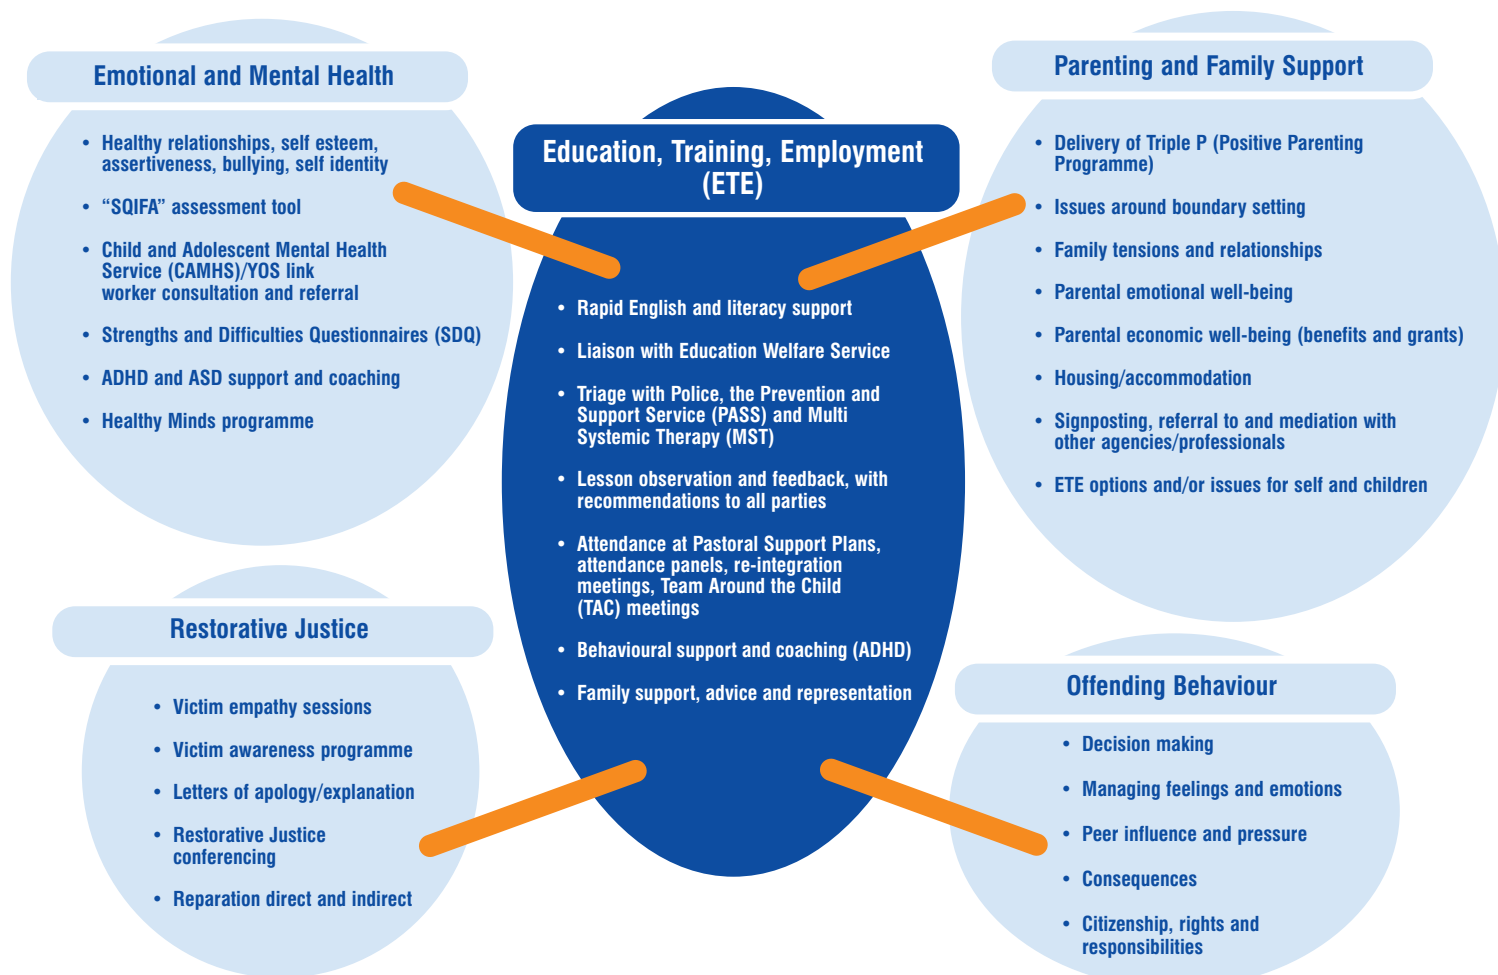 Emotional and Mental Health
• Healthy relationships, self esteem,
assertiveness, bullying, self identity
• “SQIFA” assessment tool
• Child and Adolescent Mental Health
Service (CAMHS)/YOS link
worker consultation and referral
• Strengths and Difficulties Questionnaires (SDQ)
• ADHD and ASD support and coaching
• Healthy Minds programme
Education, Training, Employment
(ETE)
• Rapid English and literacy support
• Liaison with Education Welfare Service
• Triage with Police, the Prevention and
Support Service (PASS) and Multi
Systemic Therapy (MST)
• Lesson observation and feedback, with
recommendations to all parties
• Attendance at Pastoral Support Plans,
attendance panels, re-integration
meetings, Team Around the Child
(TAC) meetings
• Behavioural support and coaching (ADHD)
• Family support, advice and representation
Parenting and Family Support
• Delivery of Triple P (Positive Parenting
Programme)
• Issues around boundary setting
• Family tensions and relationships
• Parental emotional well-being
• Parental economic well-being (benefits and grants)
• Housing/accommodation
• Signposting, referral to and mediation with
other agencies/professionals
• ETE options and/or issues for self and children
Restorative Justice
• Victim empathy sessions
• Victim awareness programme
• Letters of apology/explanation
• Restorative Justice
conferencing
• Reparation direct and indirect
Offending Behaviour
• Decision making
• Managing feelings and emotions
• Peer influence and pressure
• Consequences
• Citizenship, rights and
responsibilities